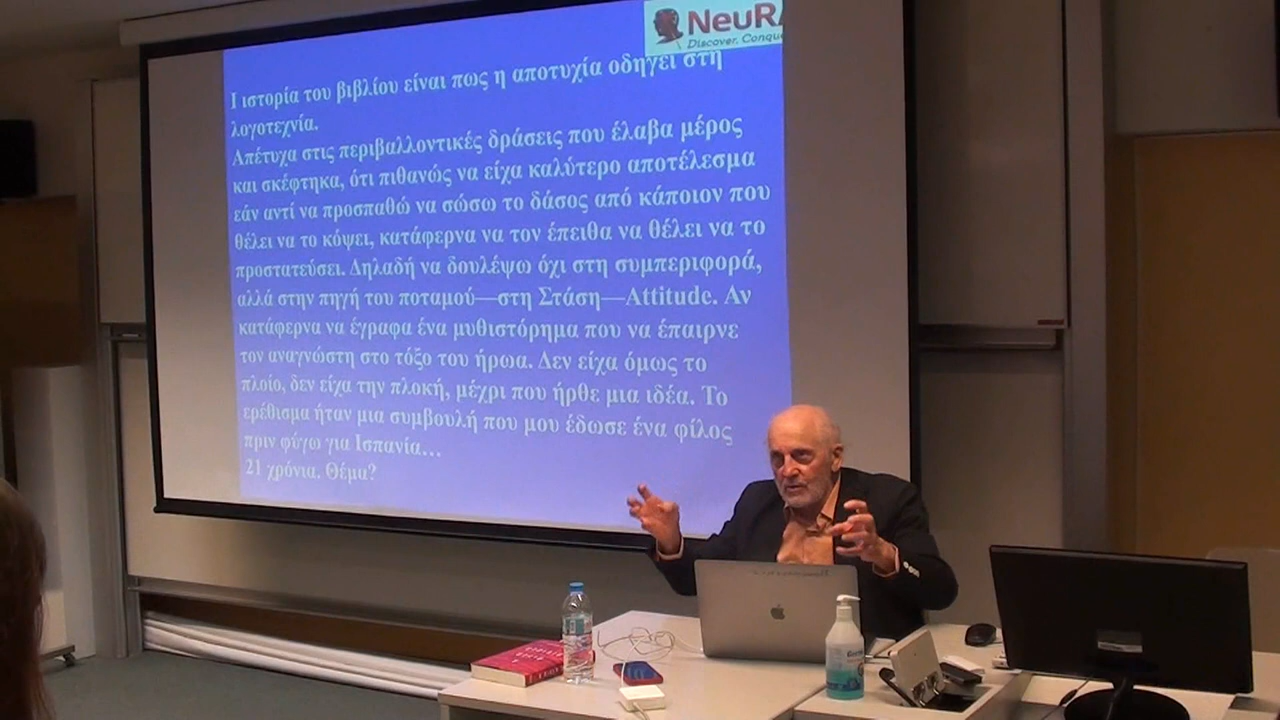 NeuRA
Discover. Conque
Ι ιστορία του βιβλίου είναι πως η αποτυχία οδηγεί στη
λογοτεχνία.
Απέτυχα στις περιβαλλοντικές δράσεις που έλαβα μέρος
και σκέφτηκα, ότι πιθανώς να είχα καλύτερο αποτέλεσμα
εάν αντί να προσπαθώ να σώσω το δάσος από κάποιον που
θέλει να το κόψει, κατάφερνα να τον έπειθα να θέλει να το
προστατεύσει. Δηλαδή να δουλέψω όχι στη συμπεριφορά,
αλλά στην πηγή του ποταμού—στη Στάση—Attitude. Αν
κατάφερνα να έγραφα ένα μυθιστόρημα που να έπαιρνε
τον αναγνώστη στο τόξο του ήρωα. Δεν είχα όμως το
πλοίο, δεν είχα την πλοκή, μέχρι που ήρθε μια ιδέα. Το
ερέθισμα ήταν μια συμβουλή που μου έδωσε ένα φίλος
πριν φύγω για Ισπανία…
21 χρόνια. Θέμα?